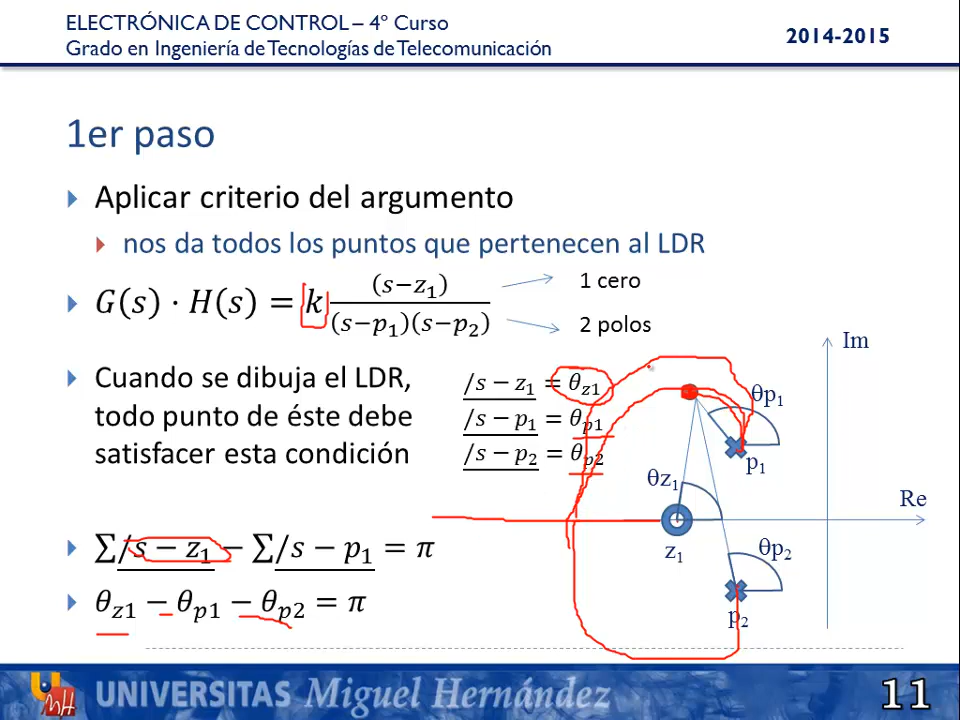 ELECTRÓNICA DE CONTROL – 4º Curso
Grado en Ingeniería de Tecnologías de Telecomunicación
2014-2015
1er paso
Aplicar criterio del argumento
nos da todos los puntos que pertenecen al LDR
G(s) · H(s) = k (s−z₁) / (s−p₁)(s−p₂)
1 cero
2 polos
Cuando se dibuja el LDR,
todo punto de éste debe
satisfacer esta condición
/s − z₁ = θz1
/s − p₁ = θp1
/s − p₂ = θp2
∑/s − z₁ − ∑/s − p₁ = π
θz1 − θp1 − θp2 = π
Im
θp₁
p₁
θz₁
Re
z₁
θp₂
p₂
UNIVERSITAS Miguel Hernández
11